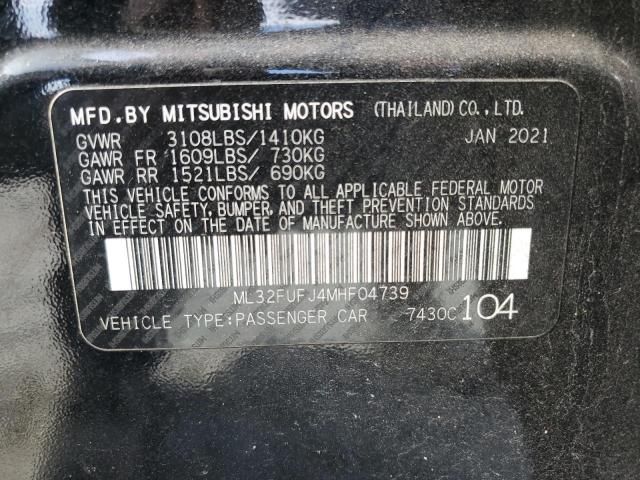 MFD.BY MITSUBISHI MOTORS (THAILAND)CO.,LTD.
GVWR 3108LBS/1410KG JAN 2021
GAWR FR 1609LBS/ 730KG
GAWR RR 1521LBS/ 690KG
THIS VEHICLE CONFORMS TO ALL APPLICABLE FEDERAL MOTOR
VEHICLE SAFETY, BUMPER, AND THEFT PREVENTION STANDARDS
IN EFFECT ON THE DATE OF MANUFACTURE SHOWN ABOVE.
ML32FUFJ4MHF04739
VEHICLE TYPE:PASSENGER CAR 7430C 104